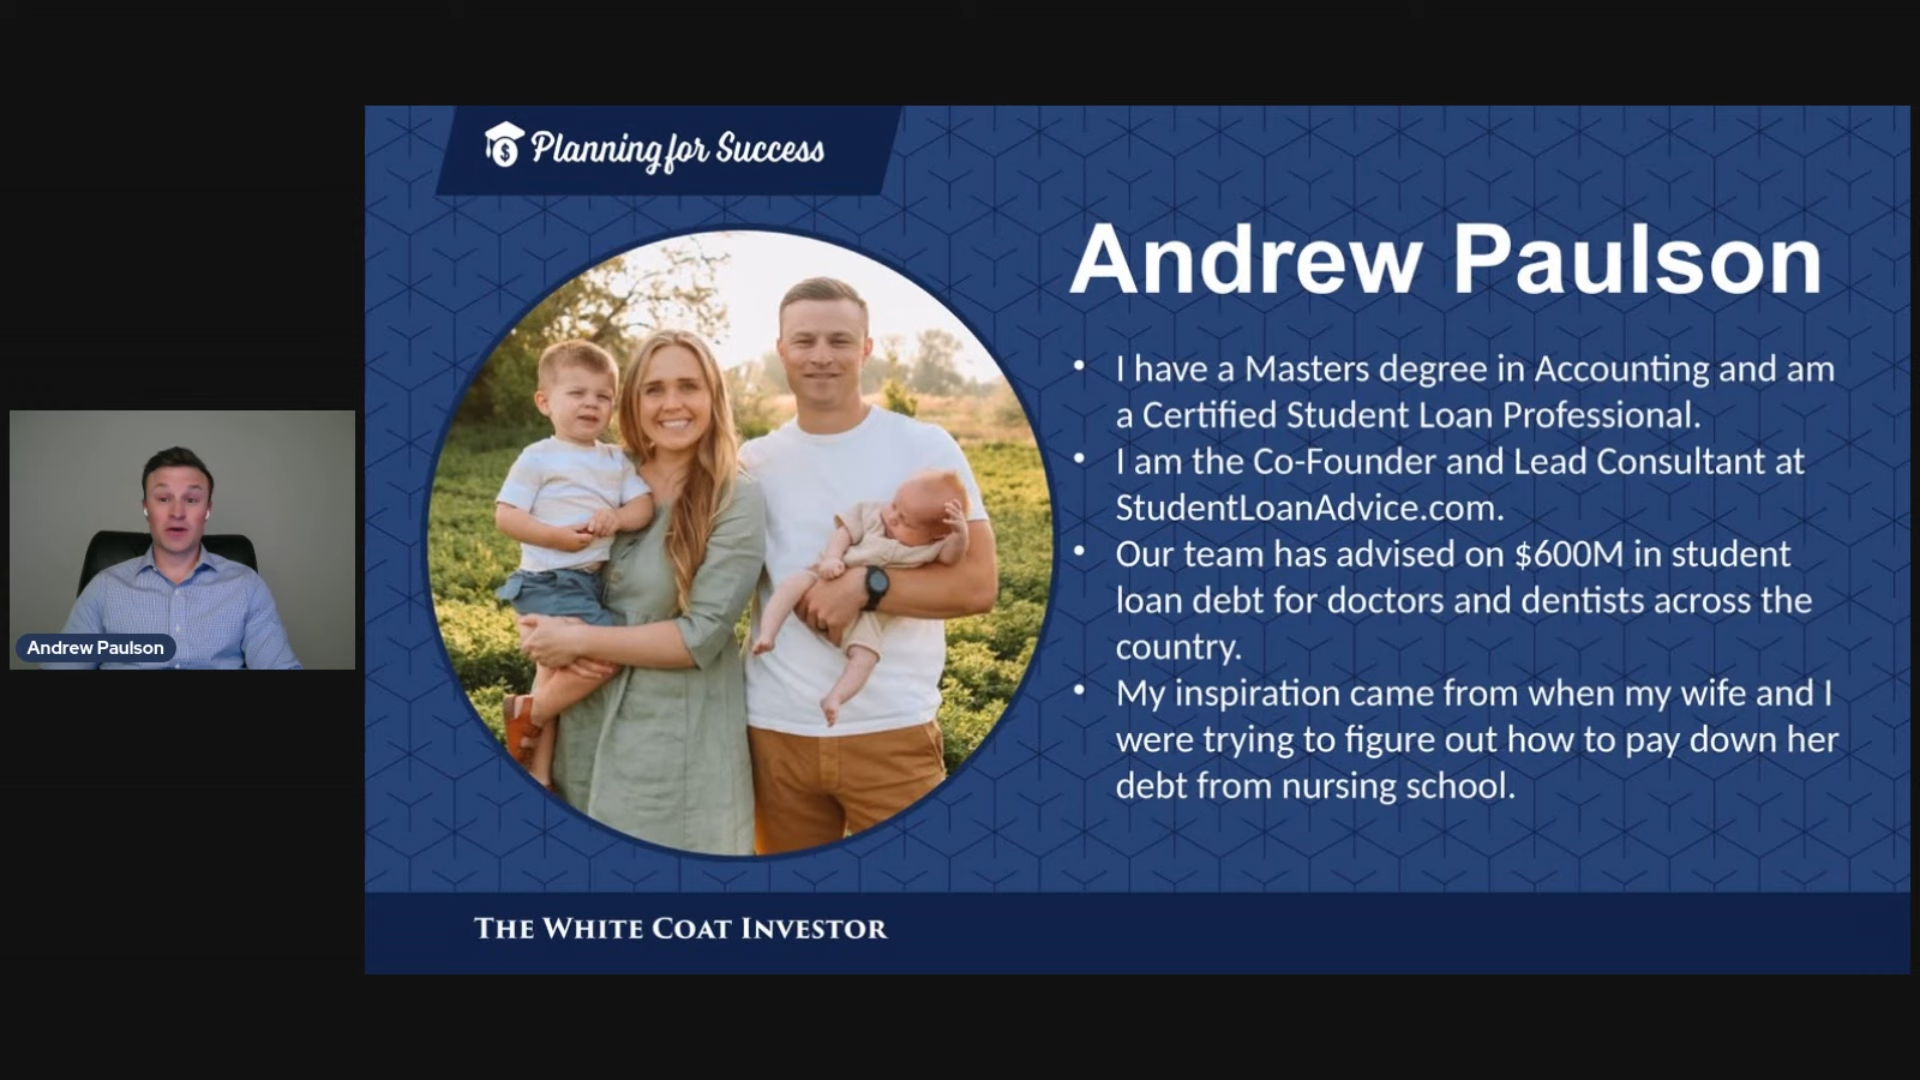 Planning for Success
Andrew Paulson
• I have a Masters degree in Accounting and am
a Certified Student Loan Professional.
• I am the Co-Founder and Lead Consultant at
StudentLoanAdvice.com.
• Our team has advised on $600M in student
loan debt for doctors and dentists across the
country.
• My inspiration came from when my wife and I
were trying to figure out how to pay down her
debt from nursing school.
Andrew Paulson
THE WHITE COAT INVESTOR